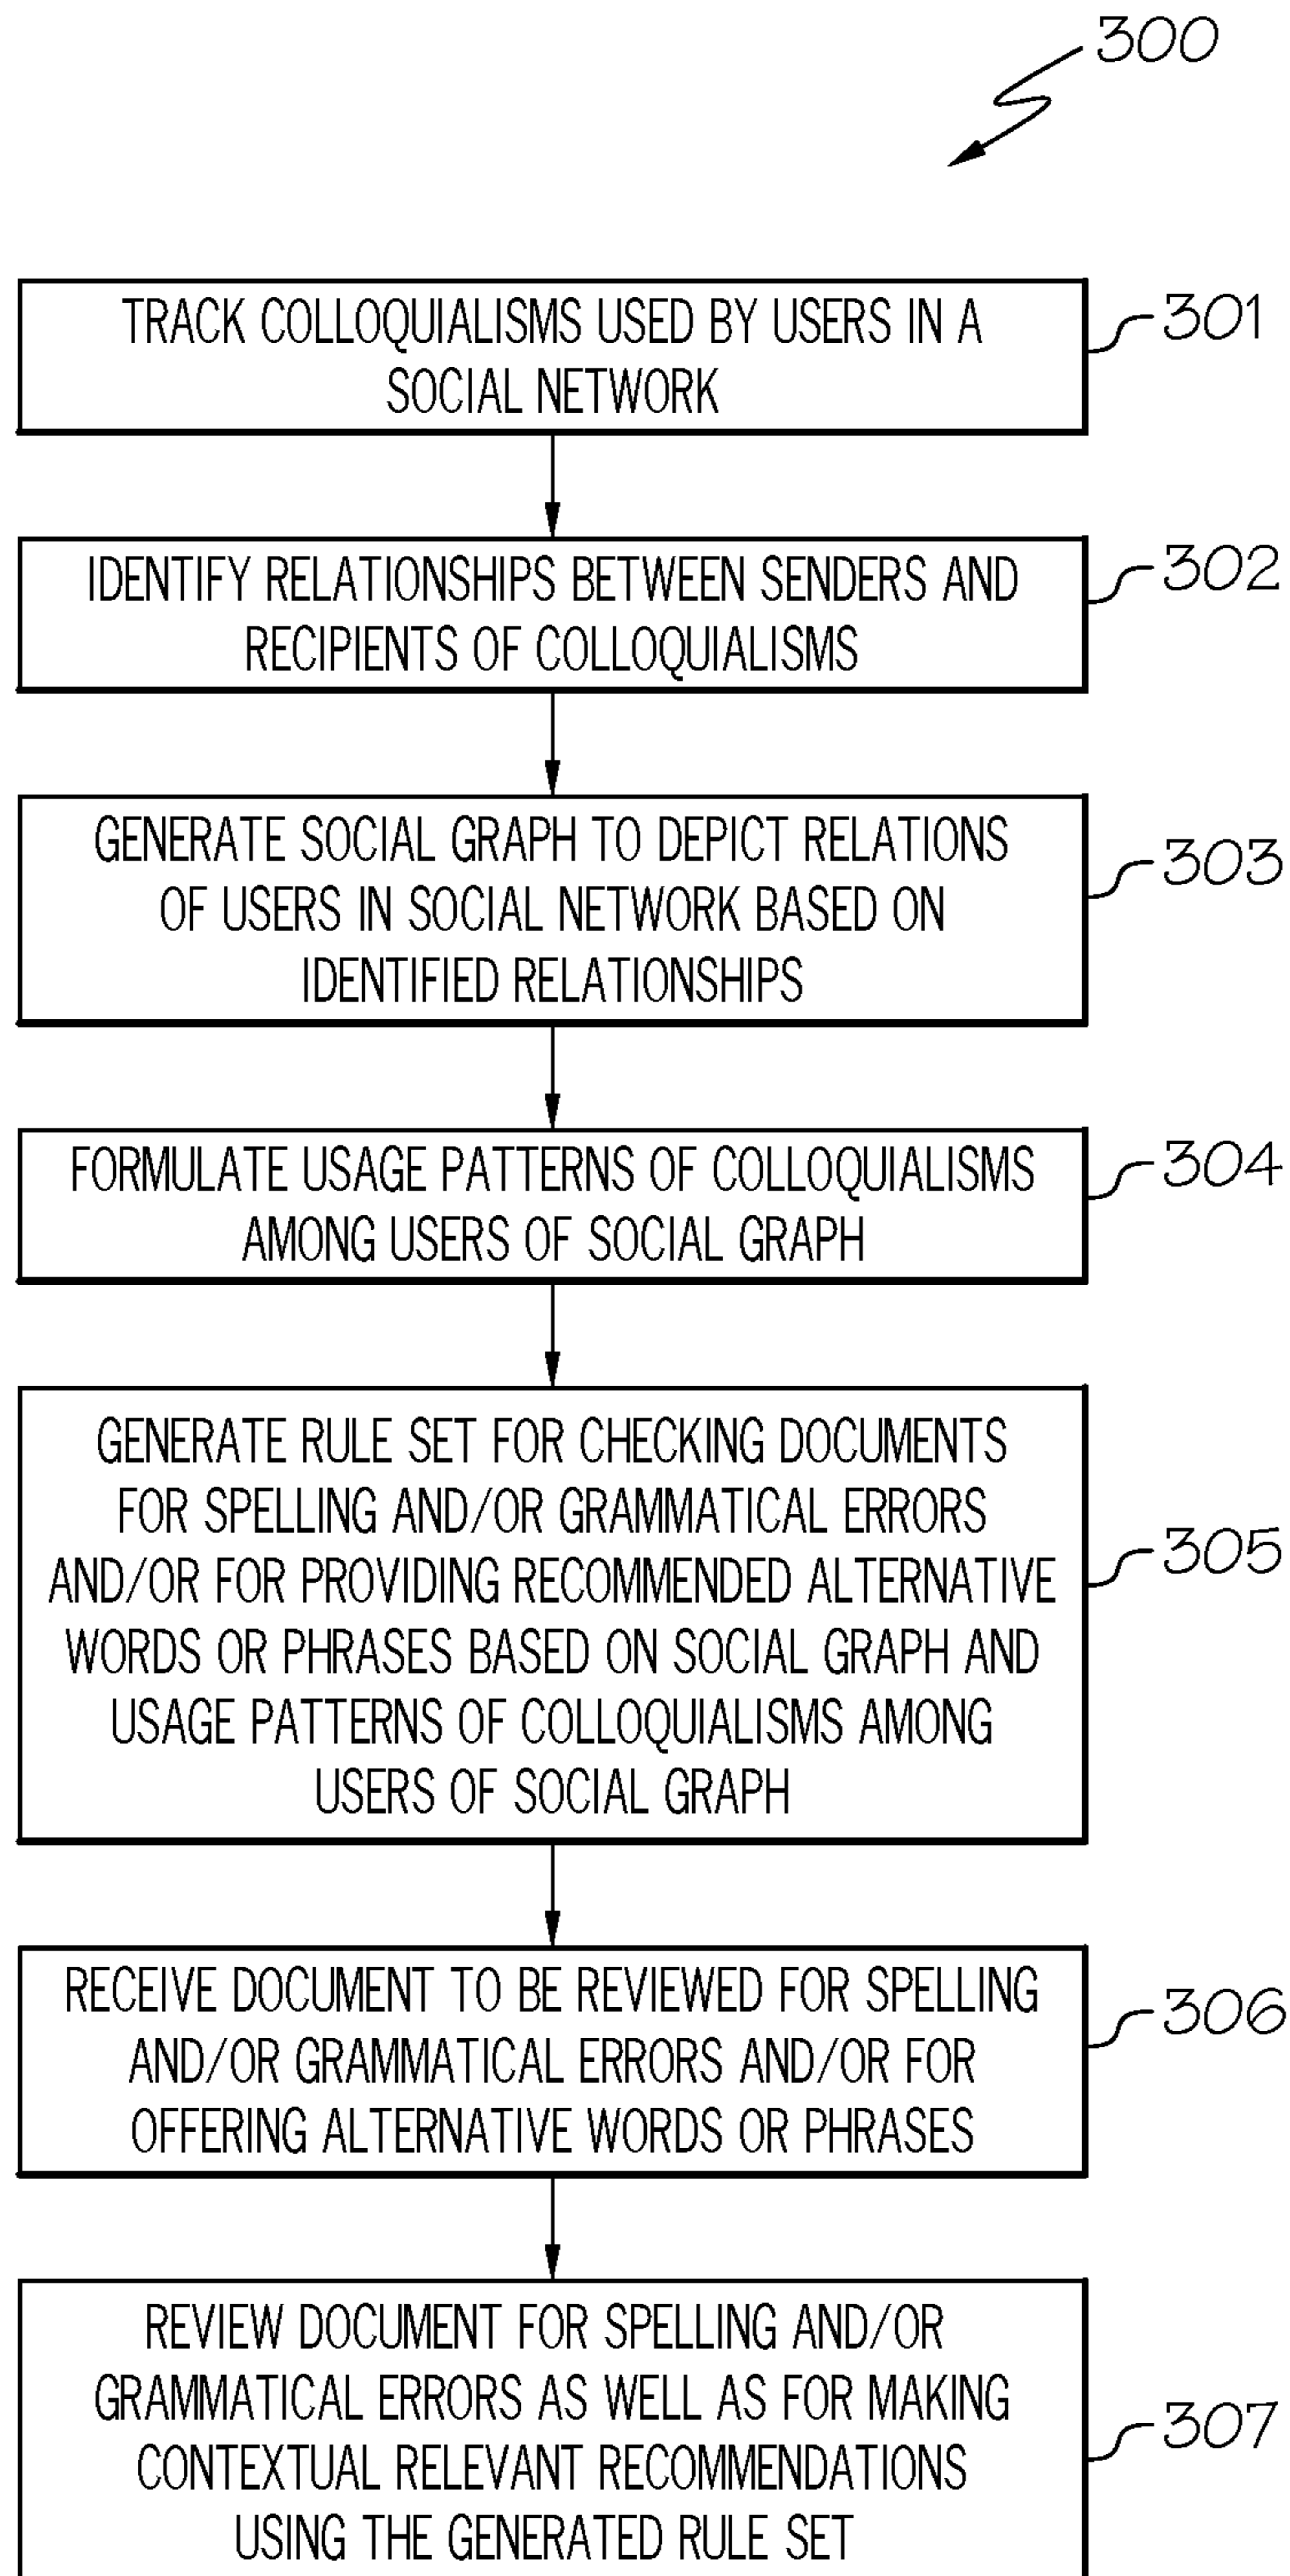 300
TRACK COLLOQUIALISMS USED BY USERS IN A
SOCIAL NETWORK
301
IDENTIFY RELATIONSHIPS BETWEEN SENDERS AND
RECIPIENTS OF COLLOQUIALISMS
302
GENERATE SOCIAL GRAPH TO DEPICT RELATIONS
OF USERS IN SOCIAL NETWORK BASED ON
IDENTIFIED RELATIONSHIPS
303
FORMULATE USAGE PATTERNS OF COLLOQUIALISMS
AMONG USERS OF SOCIAL GRAPH
304
GENERATE RULE SET FOR CHECKING DOCUMENTS
FOR SPELLING AND/OR GRAMMATICAL ERRORS
AND/OR FOR PROVIDING RECOMMENDED ALTERNATIVE
WORDS OR PHRASES BASED ON SOCIAL GRAPH AND
USAGE PATTERNS OF COLLOQUIALISMS AMONG
USERS OF SOCIAL GRAPH
305
RECEIVE DOCUMENT TO BE REVIEWED FOR SPELLING
AND/OR GRAMMATICAL ERRORS AND/OR FOR
OFFERING ALTERNATIVE WORDS OR PHRASES
306
REVIEW DOCUMENT FOR SPELLING AND/OR
GRAMMATICAL ERRORS AS WELL AS FOR MAKING
CONTEXTUAL RELEVANT RECOMMENDATIONS
USING THE GENERATED RULE SET
307